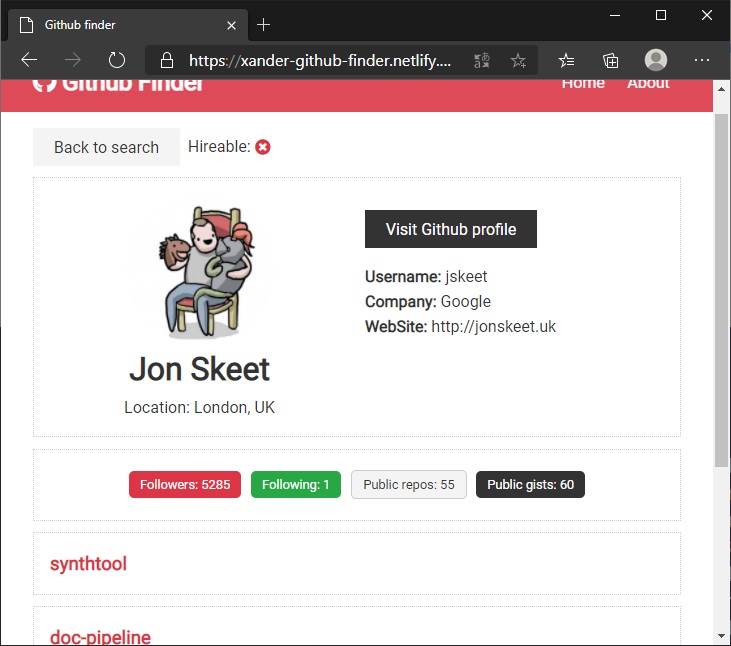 Github finder
https://xander-github-finder.netlify....
Github Finder
Home About
Back to search Hireable:
Visit Github profile
Username: jskeet
Company: Google
WebSite: http://jonskeet.uk
Jon Skeet
Location: London, UK
Followers: 5285 Following: 1 Public repos: 55 Public gists: 60
synthtool
doc-pipeline